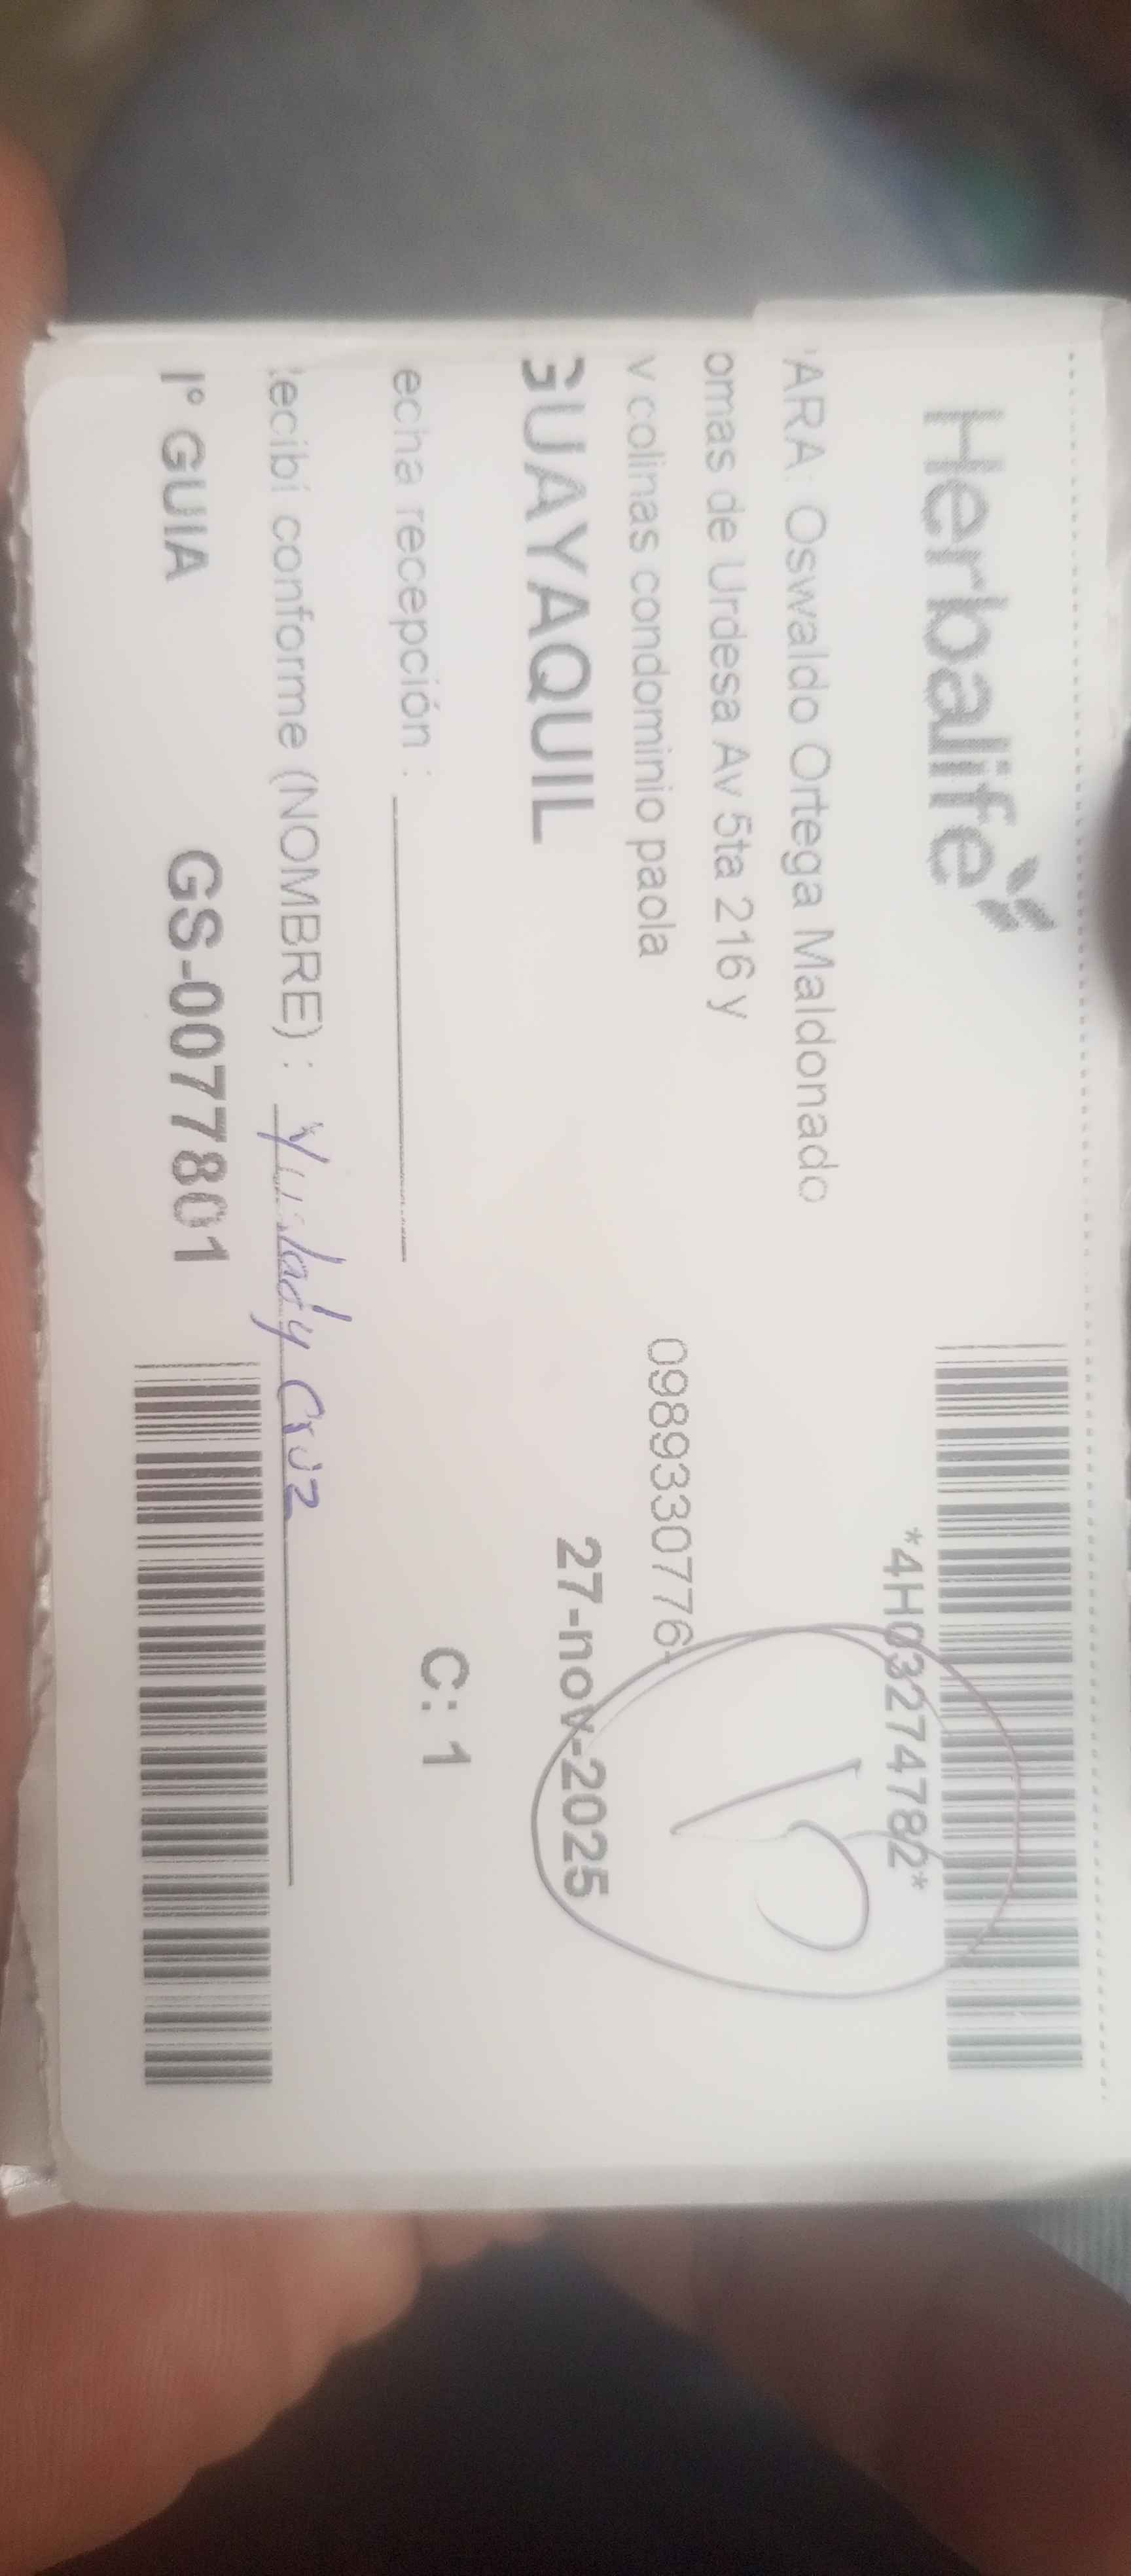 Herbalife
*4H03274782*
ARA: Oswaldo Ortega Maldonado
omas de Urdesa Av 5ta 216 y
v colinas condominio paola
0989330776-
GUAYAQUIL
27-nov-2025
echa recepción :
C: 1
ecibí conforme (NOMBRE) : Cruz
N° GUIA GS-0077801